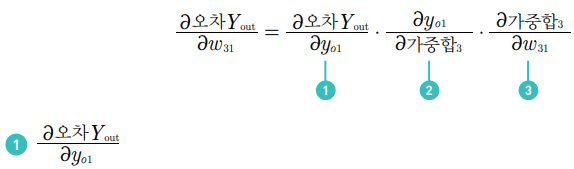 ∂오차Y_out / ∂w_31 = ∂오차Y_out / ∂y_o1 · ∂y_o1 / ∂가중합_3 · ∂가중합_3 / ∂w_31
1 2 3
1 ∂오차Y_out / ∂y_o1